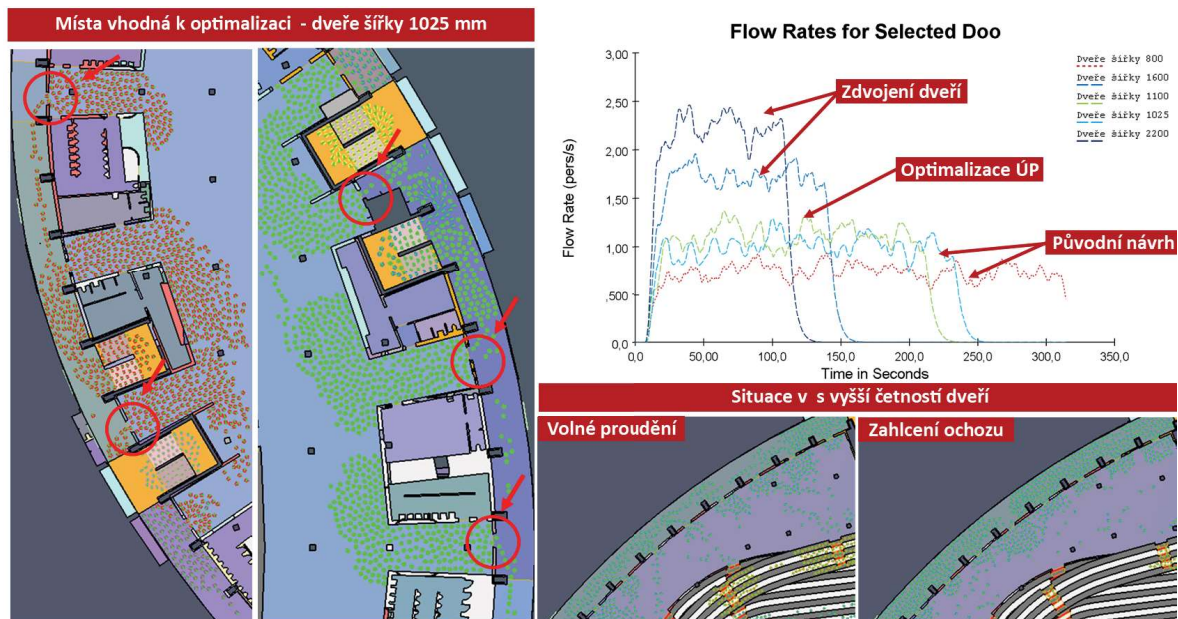 Místa vhodná k optimalizaci - dveře šířky 1025 mm
Flow Rates for Selected Doo
Flow Rate (pers/s)
3,00
2,50
2,00
1,50
1,00
,500
0,0
0,0
50,00
100,0
150,0
200,0
250,0
300,0
350,0
Time in Seconds
Dveře šířky 800
Dveře šířky 1600
Dveře šířky 1100
Dveře šířky 1025
Dveře šířky 2200
Zdvojení dveří
Optimalizace ÚP
Původní návrh
Situace v s vyšší četností dveří
Volné proudění
Zahlcení ochozu